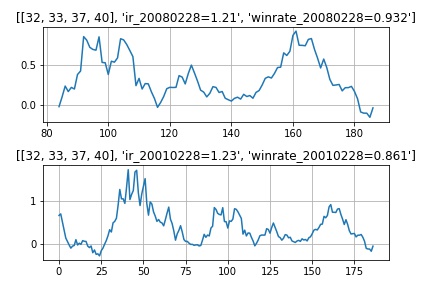 [[32, 33, 37, 40], 'ir_20080228=1.21', 'winrate_20080228=0.932']
0.5
0.0
80 100 120 140 160 180
[[32, 33, 37, 40], 'ir_20010228=1.23', 'winrate_20010228=0.861']
1
0
0 25 50 75 100 125 150 175